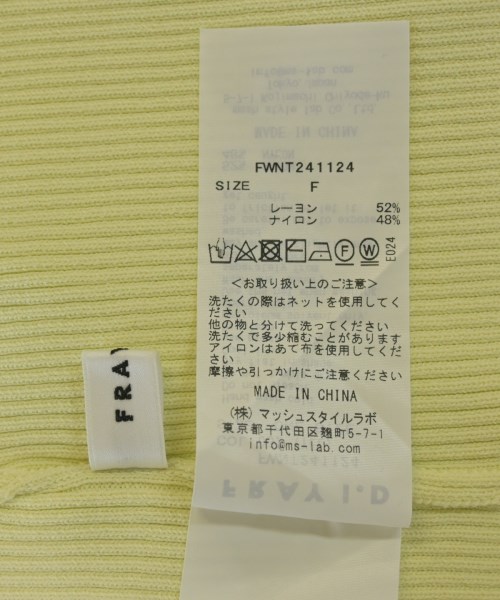 FWNT241124
SIZE F
レーヨン 52%
ナイロン 48%
E024
<お取り扱い上のご注意>
洗たくの際はネットを使用してく
ださい
他の物と分けて洗ってください
洗たくで多少縮むことがあります
アイロンはあて布を使用してくだ
さい
摩擦や引っかけにご注意ください
MADE IN CHINA
(株) マッシュスタイルラボ
東京都千代田区麹町5-7-1
info@ms-lab.com
FRAY
FRAY I.D